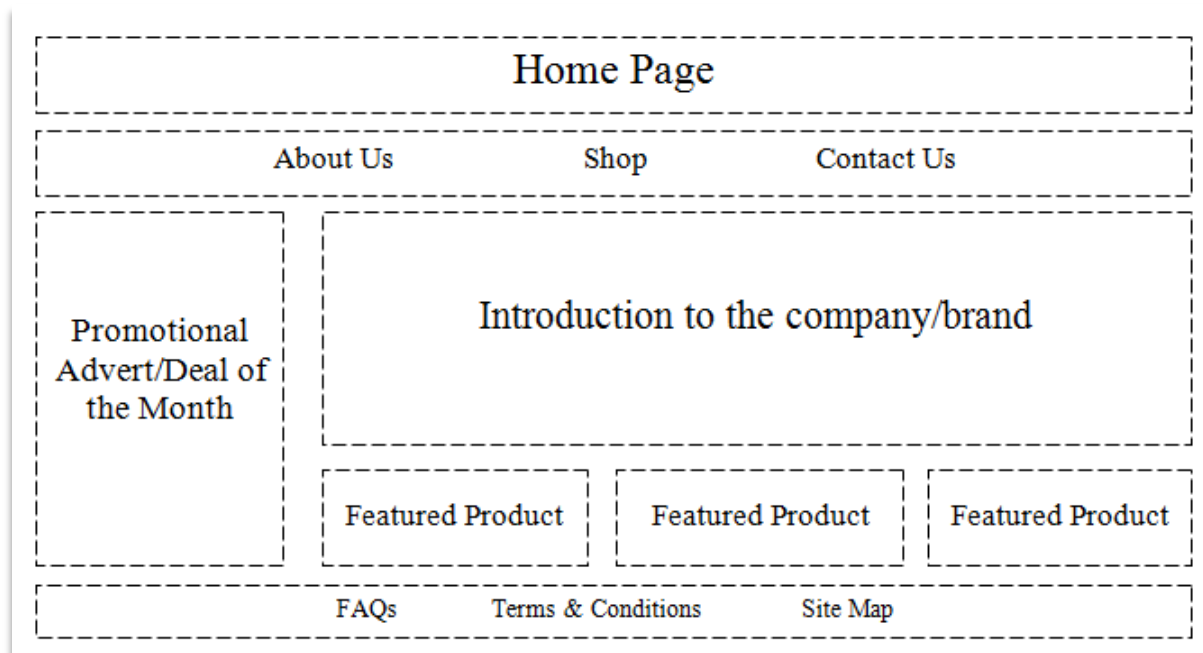 Home Page
About Us Shop Contact Us
Promotional
Advert/Deal of
the Month
Introduction to the company/brand
Featured Product Featured Product Featured Product
FAQs Terms & Conditions Site Map